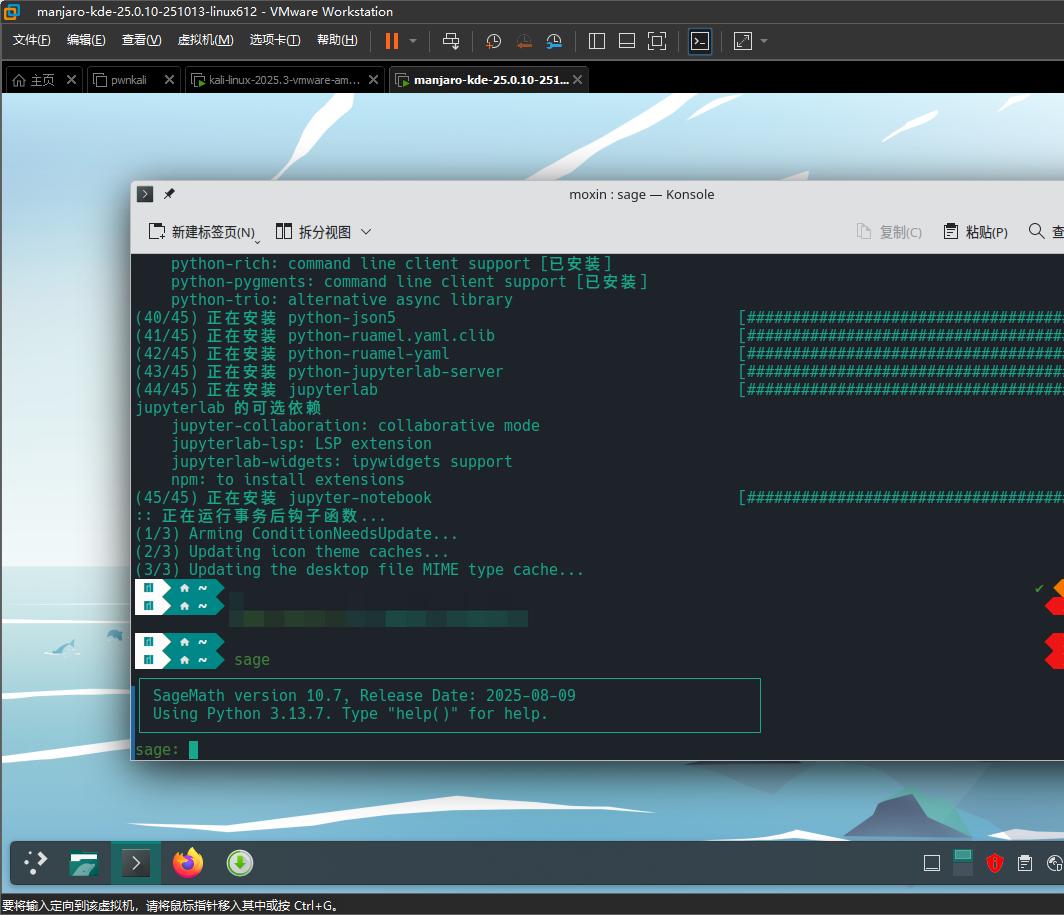 manjaro-kde-25.0.10-251013-linux612 - VMware Workstation
文件(F) 编辑(E) 查看(V) 虚拟机(M) 选项卡(T) 帮助(H)
主页 pwnkali kali-linux-2025.3-vmware-am... manjaro-kde-25.0.10-251...
moxin : sage — Konsole
新建标签页(N) 拆分视图 复制(C) 粘贴(P) 查
python-rich: command line client support [已安装]
python-pygments: command line client support [已安装]
python-trio: alternative async library
(40/45) 正在安装 python-json5 [###################################
(41/45) 正在安装 python-ruamel.yaml.clib [###################################
(42/45) 正在安装 python-ruamel-yaml [###################################
(43/45) 正在安装 python-jupyterlab-server [###################################
(44/45) 正在安装 jupyterlab [###################################
jupyterlab 的可选依赖
jupyter-collaboration: collaborative mode
jupyterlab-lsp: LSP extension
jupyterlab-widgets: ipywidgets support
npm: to install extensions
(45/45) 正在安装 jupyter-notebook [###################################
:: 正在运行事务后钩子函数...
(1/3) Arming ConditionNeedsUpdate...
(2/3) Updating icon theme caches...
(3/3) Updating the desktop file MIME type cache...
~
~
~
~ sage
SageMath version 10.7, Release Date: 2025-08-09
Using Python 3.13.7. Type "help()" for help.
sage:
要将输入定向到该虚拟机，请将鼠标指针移入其中或按 Ctrl+G。